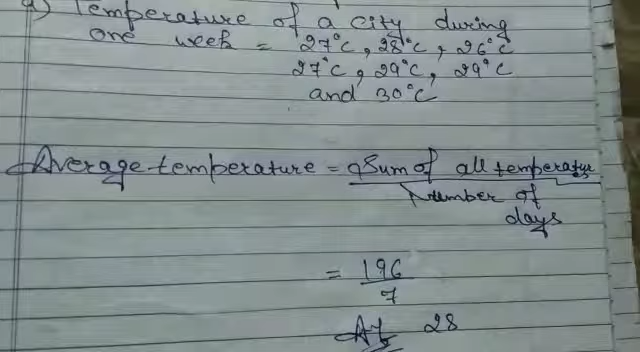 a) Temperature of a city during
one week = 27°C, 28°C, 26°C
27°C, 29°C, 29°C
and 30°C
Average temperature = Sum of all temperatures
Number of
days
= 196
7
28